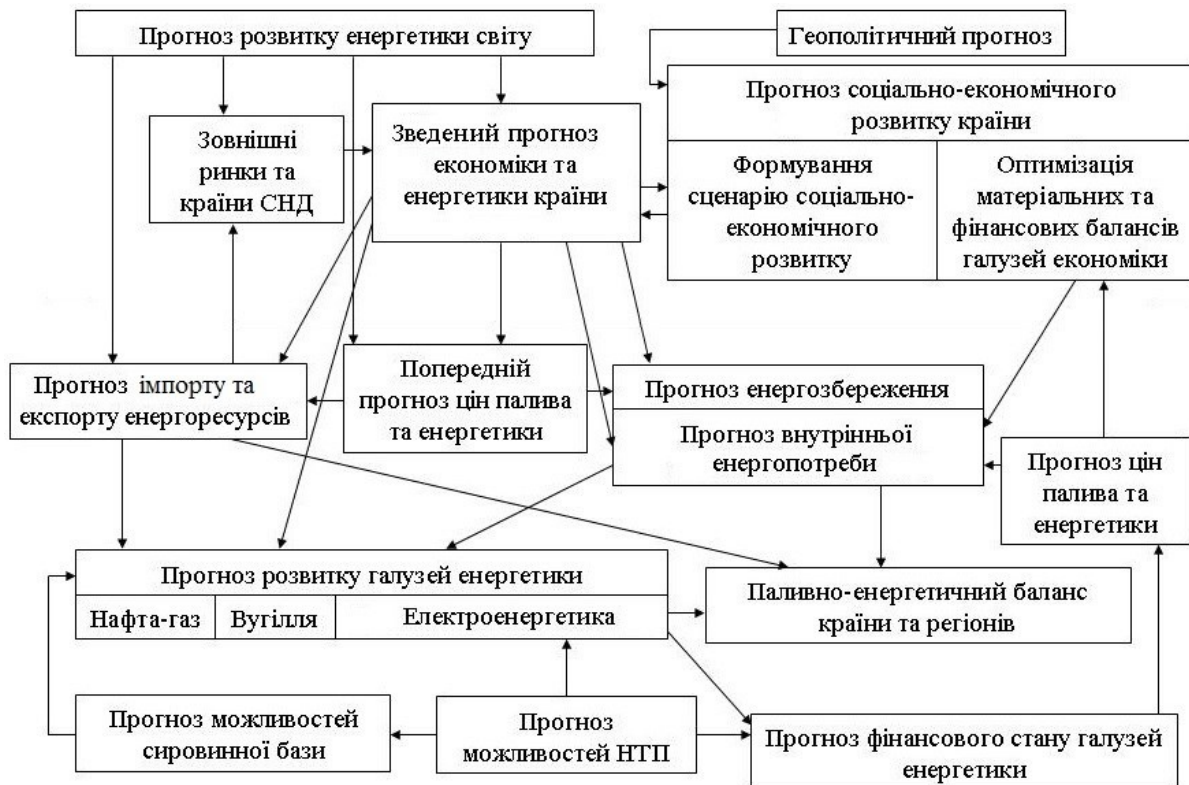 Прогноз розвитку енергетики світу
Геополітичний прогноз
Прогноз соціально-економічного
розвитку країни
Зовнішні
ринки та
країни СНД
Зведений прогноз
економіки та
енергетики країни
Формування
сценарію соціально-
економічного
розвитку
Оптимізація
матеріальних та
фінансових балансів
галузей економіки
Прогноз імпорту та
експорту енергоресурсів
Попередній
прогноз цін палива
та енергетики
Прогноз енергозбереження
Прогноз внутрінньої
енергопотреби
Прогноз цін
палива та
енергетики
Прогноз розвитку галузей енергетики
Нафта-газ
Вугілля
Електроенергетика
Паливно-енергетичний баланс
країни та регіонів
Прогноз можливостей
сировинної бази
Прогноз
можливостей НТП
Прогноз фінансового стану галузей
енергетики